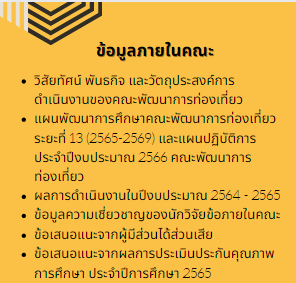 ข้อมูลภายในคณะ
• วิสัยทัศน์ พันธกิจ และวัตถุประสงค์การ
ดำเนินงานของคณะพัฒนาการท่องเที่ยว
• แผนพัฒนาการศึกษาคณะพัฒนาการท่องเที่ยว
ระยะที่ 13 (2565-2569) และแผนปฏิบัติการ
ประจำปีงบประมาณ 2566 คณะพัฒนาการ
ท่องเที่ยว
• ผลการดำเนินงานในปีงบประมาณ 2564 - 2565
• ข้อมูลความเชี่ยวชาญของนักวิจัยข้อภายในคณะ
• ข้อเสนอแนะจากผู้มีส่วนได้ส่วนเสีย
• ข้อเสนอแนะจากผลการประเมินประกันคุณภาพ
การศึกษา ประจำปีการศึกษา 2565